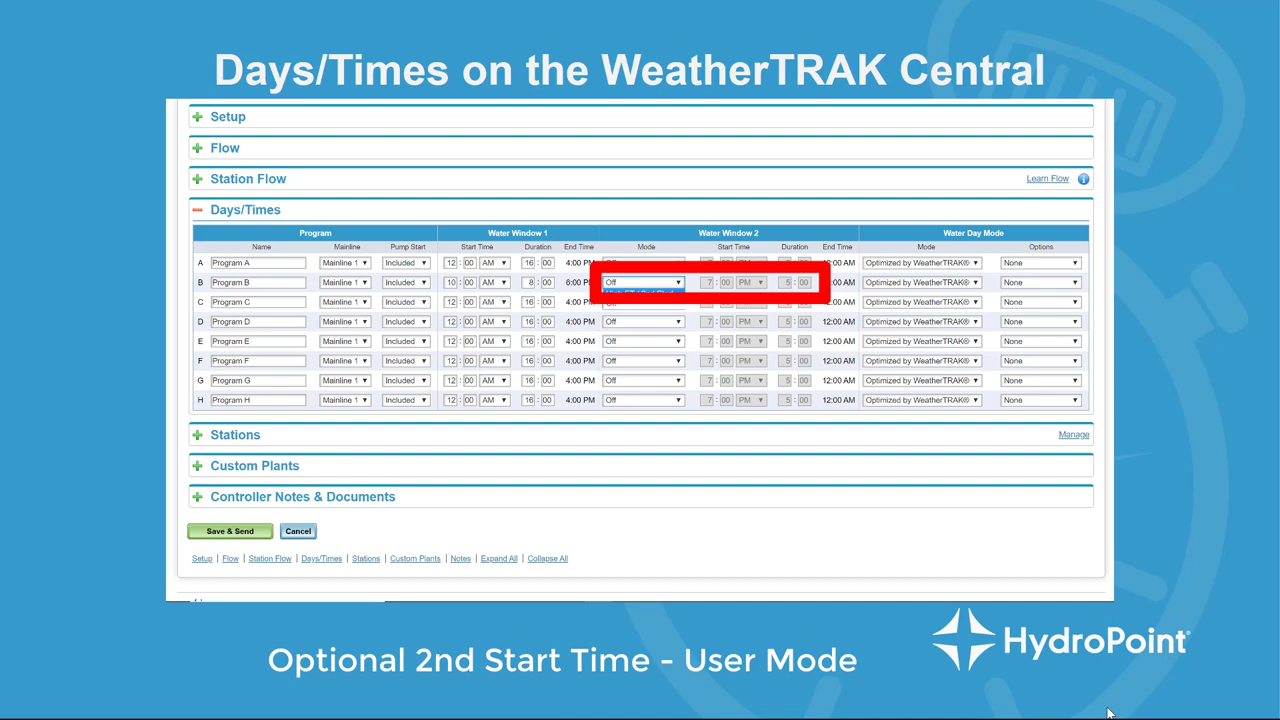 Days/Times on the WeatherTRAK Central
Setup
Flow
Station Flow Learn Flow
Days/Times
Program Water Window 1 Water Window 2 Water Day Mode
Name Mainline Pump Start Start Time Duration End Time Mode Start Time Duration End Time Mode Options
A Program A Mainline 1 Included 12 : 00 AM 16 : 00 4:00 PM 12:00 AM Optimized by WeatherTRAK® None
B Program B Mainline 1 Included 10 : 00 AM 8 : 00 6:00 P Off 7 : 00 PM 5 : 00 :00 AM Optimized by WeatherTRAK® None
C Program C Mainline 1 Included 12 : 00 AM 16 : 00 4:00 PM 12:00 AM Optimized by WeatherTRAK® None
D Program D Mainline 1 Included 12 : 00 AM 16 : 00 4:00 PM Off 7 : 00 PM 5 : 00 12:00 AM Optimized by WeatherTRAK® None
E Program E Mainline 1 Included 12 : 00 AM 16 : 00 4:00 PM Off 7 : 00 PM 5 : 00 12:00 AM Optimized by WeatherTRAK® None
F Program F Mainline 1 Included 12 : 00 AM 16 : 00 4:00 PM Off 7 : 00 PM 5 : 00 12:00 AM Optimized by WeatherTRAK® None
G Program G Mainline 1 Included 12 : 00 AM 16 : 00 4:00 PM Off 7 : 00 PM 5 : 00 12:00 AM Optimized by WeatherTRAK® None
H Program H Mainline 1 Included 12 : 00 AM 16 : 00 4:00 PM Off 7 : 00 PM 5 : 00 12:00 AM Optimized by WeatherTRAK® None
Stations Manage
Custom Plants
Controller Notes & Documents
Save & Send Cancel
Setup | Flow | Station Flow | Days/Times | Stations | Custom Plants | Notes | Expand All | Collapse All
HydroPoint®
Optional 2nd Start Time - User Mode